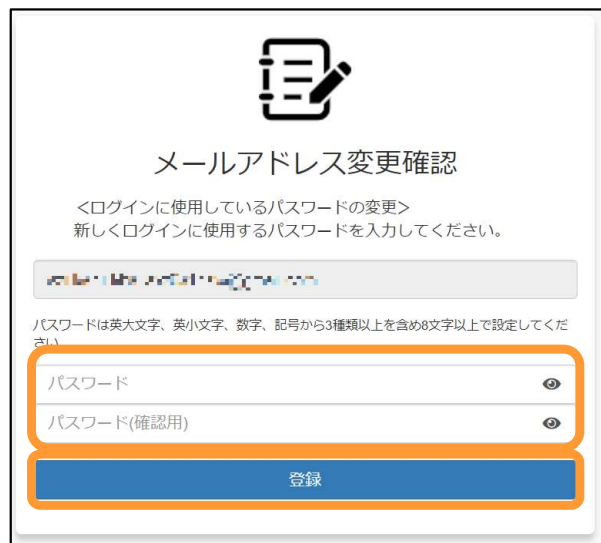 メールアドレス変更確認
<ログインに使用しているパスワードの変更>
新しくログインに使用するパスワードを入力してください。
パスワードは英大文字、英小文字、数字、記号から3種類以上を含め8文字以上で設定してくだ
さい
パスワード
パスワード(確認用)
登録